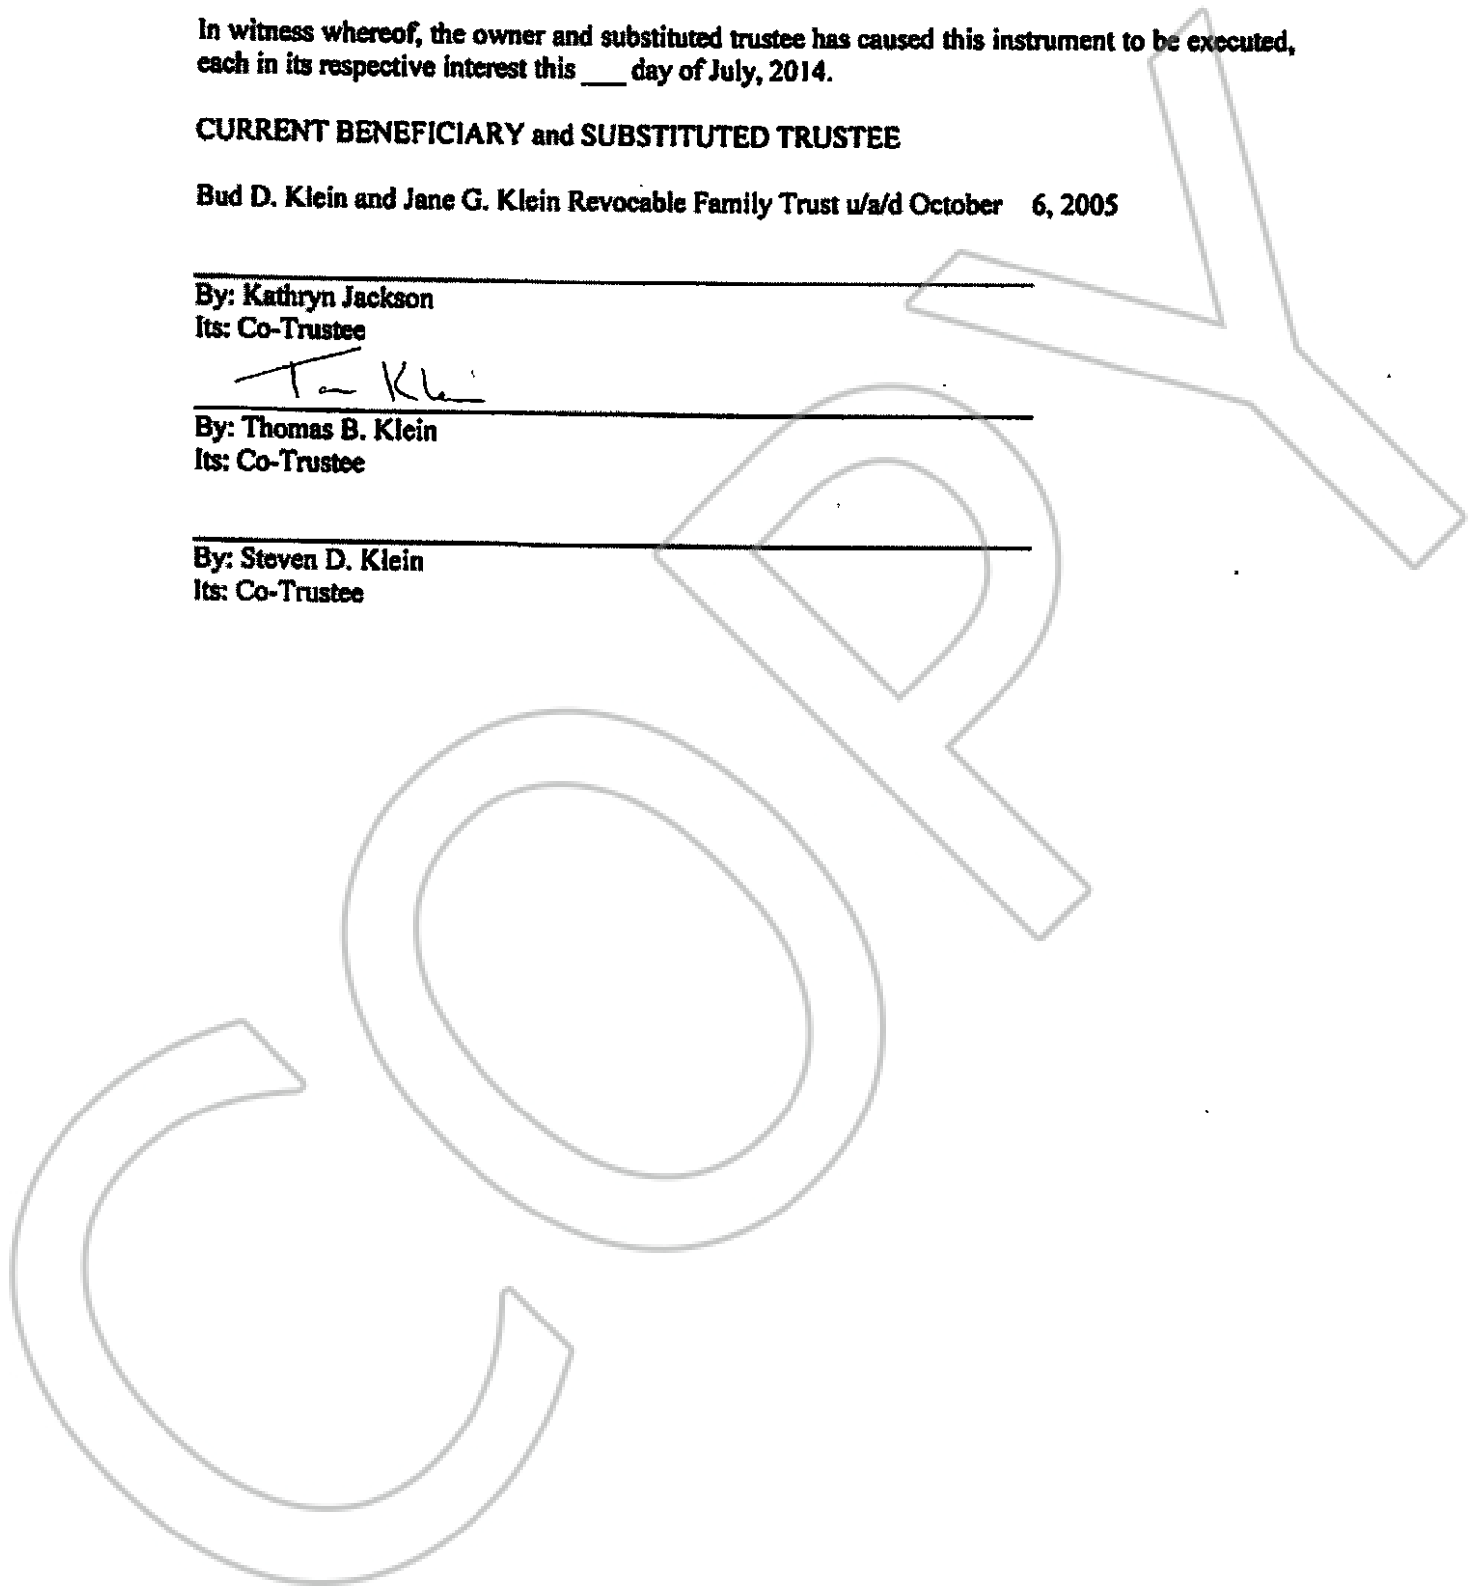 In witness whereof, the owner and substituted trustee has caused this instrument to be executed,
each in its respective interest this ___ day of July, 2014.
CURRENT BENEFICIARY and SUBSTITUTED TRUSTEE
Bud D. Klein and Jane G. Klein Revocable Family Trust u/a/d October 6, 2005
By: Kathryn Jackson
Its: Co-Trustee
Tom Klein
By: Thomas B. Klein
Its: Co-Trustee
By: Steven D. Klein
Its: Co-Trustee
COPY